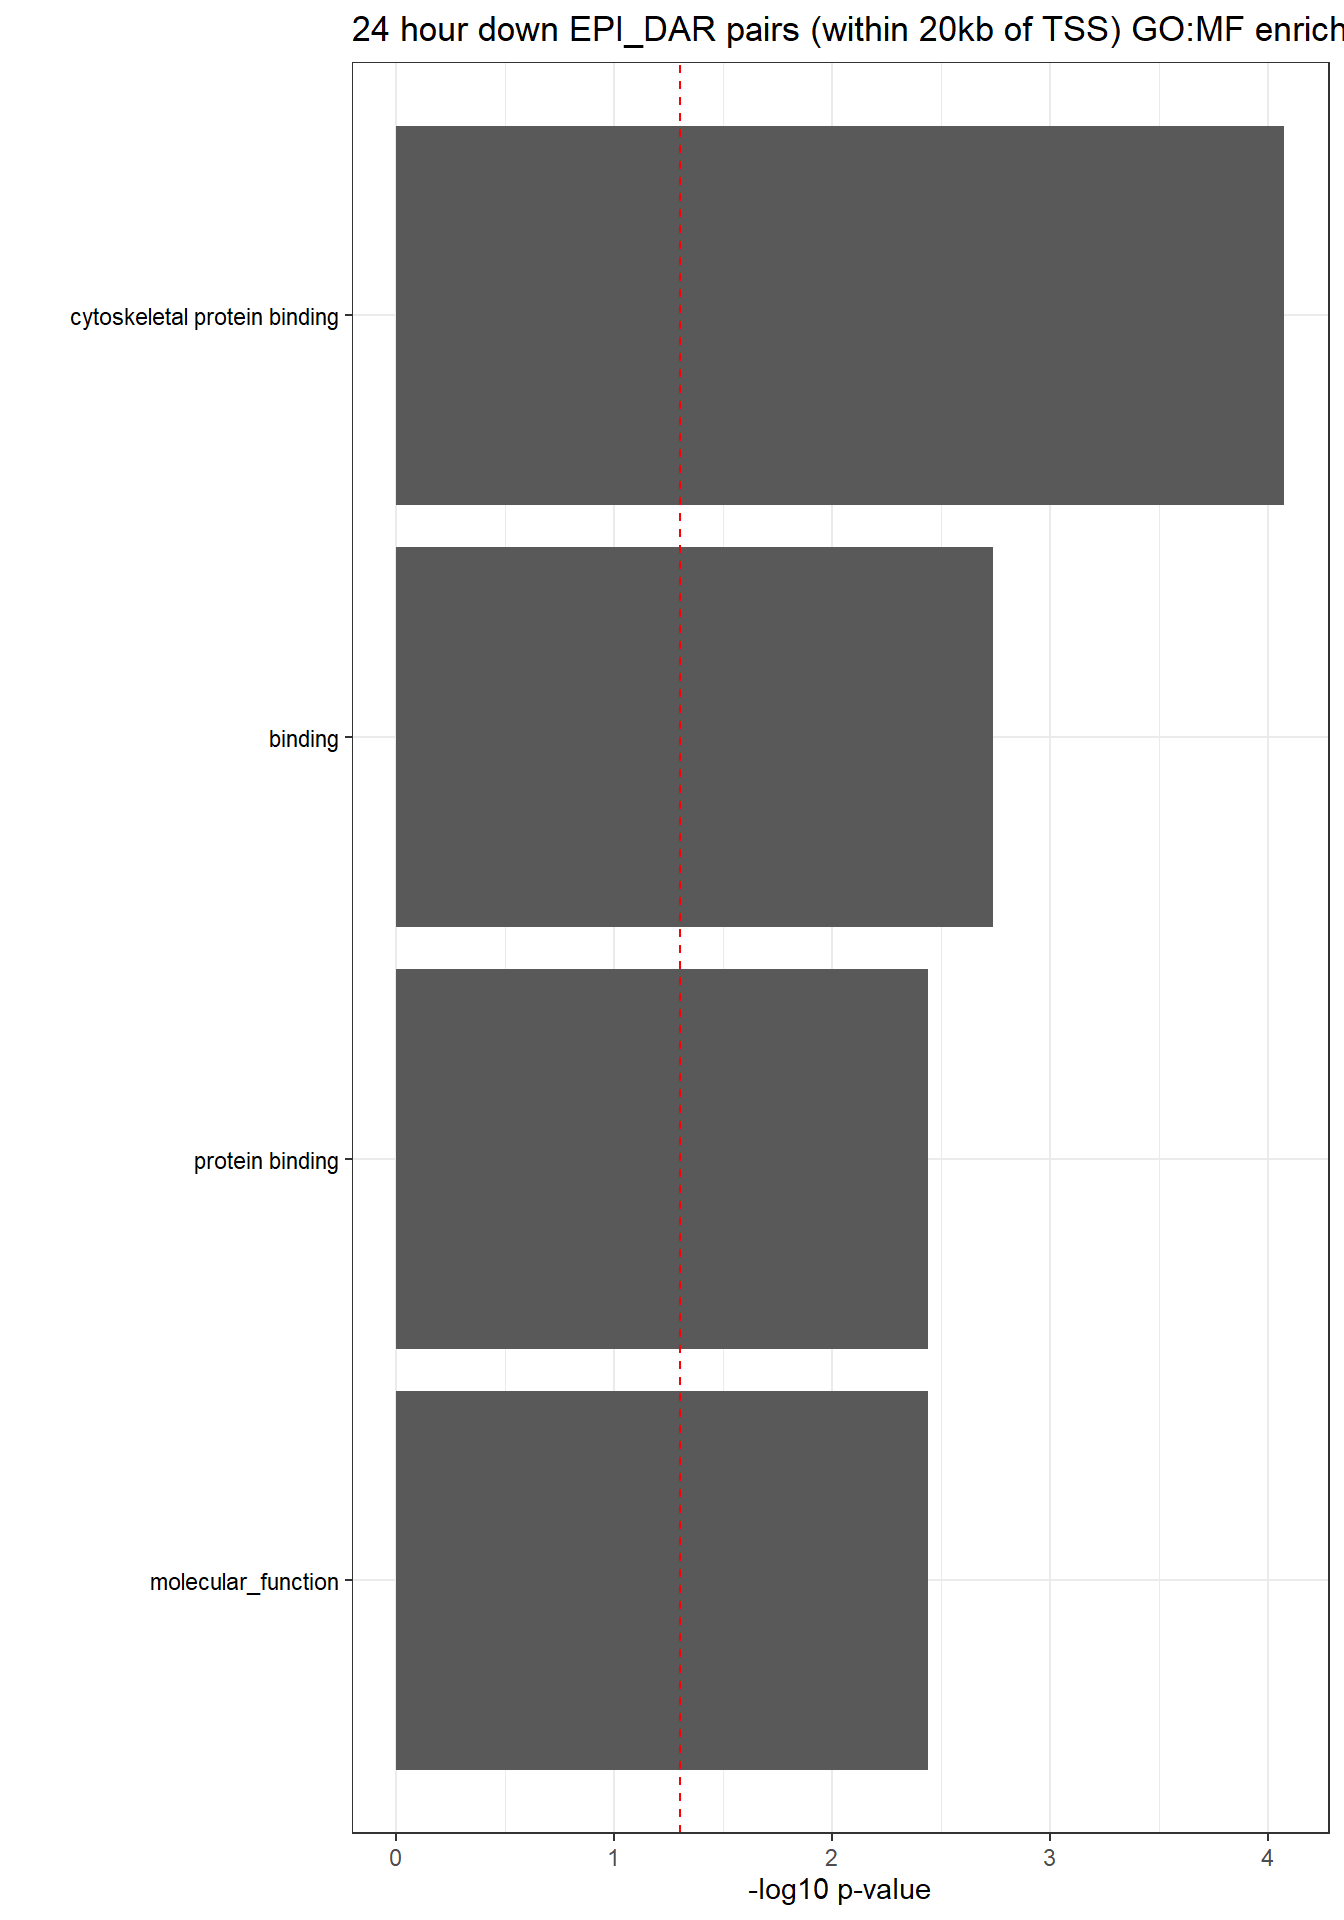 24 hour down EPI_DAR pairs (within 20kb of TSS) GO:MF enrich
cytoskeletal protein binding
binding
protein binding
molecular_function
0 1 2 3 4
-log10 p-value